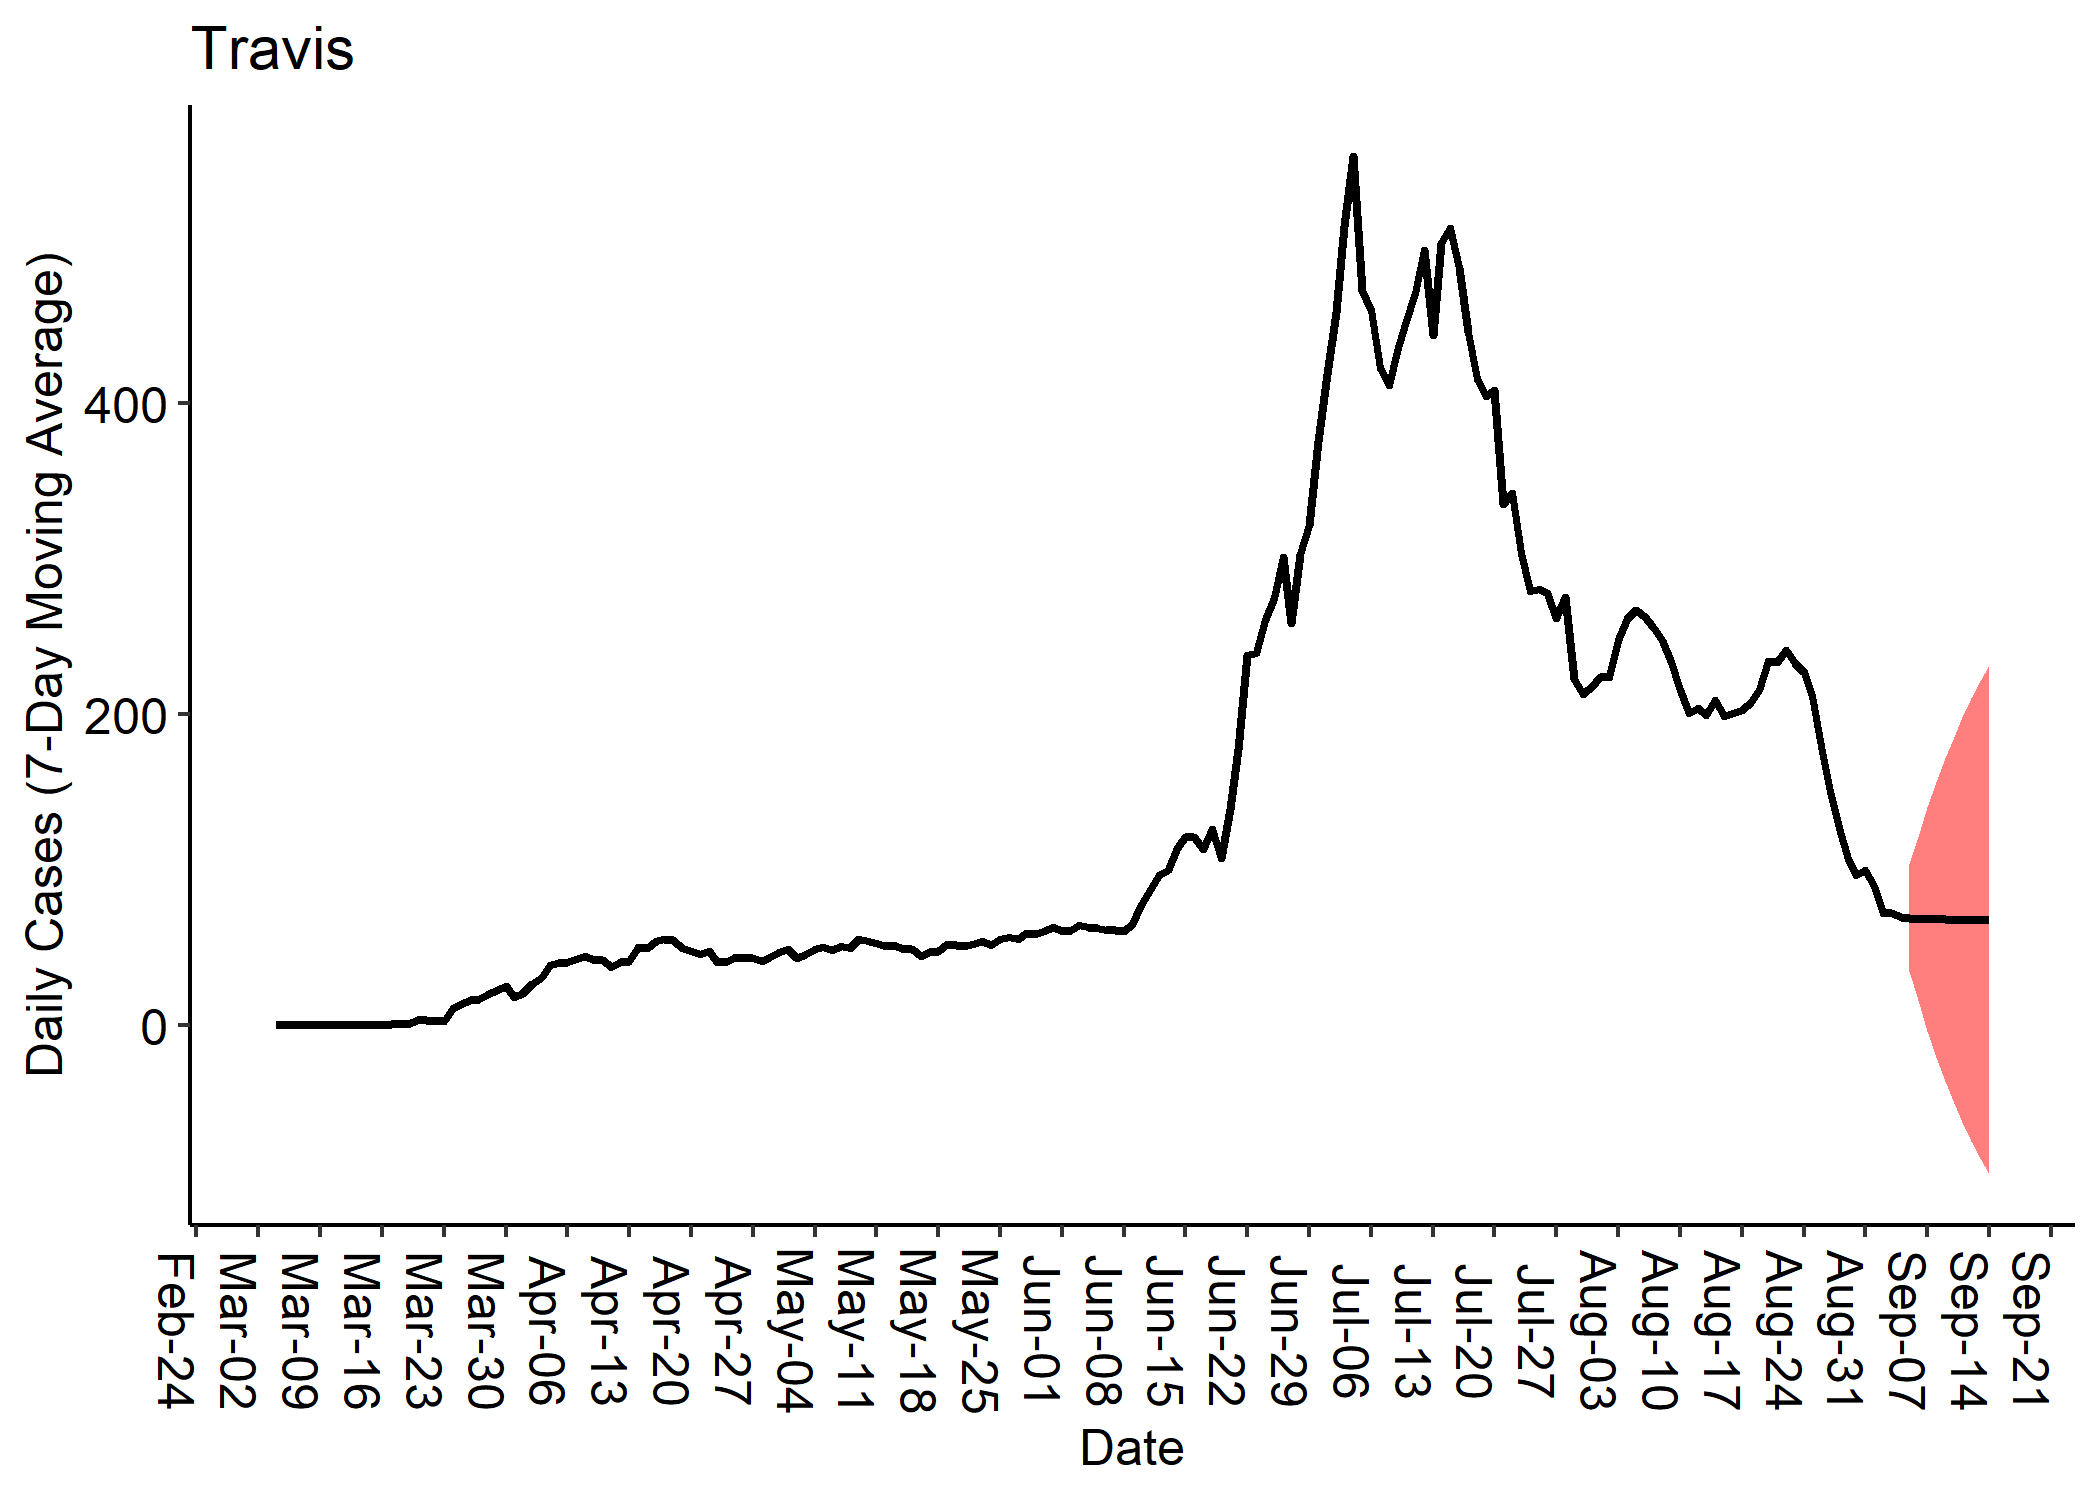 Travis
Daily Cases (7-Day Moving Average)
400
200
0
Feb-24
Mar-02
Mar-09
Mar-16
Mar-23
Mar-30
Apr-06
Apr-13
Apr-20
Apr-27
May-04
May-11
May-18
May-25
Jun-01
Jun-08
Jun-15
Jun-22
Jun-29
Jul-06
Jul-13
Jul-20
Jul-27
Aug-03
Aug-10
Aug-17
Aug-24
Aug-31
Sep-07
Sep-14
Sep-21
Date